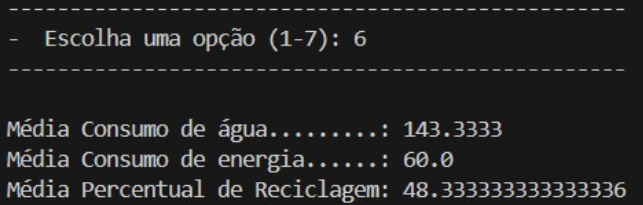 --------------------------------------------------
-  Escolha uma opção (1-7): 6
--------------------------------------------------
Média Consumo de água.........: 143.3333
Média Consumo de energia......: 60.0
Média Percentual de Reciclagem: 48.333333333333336